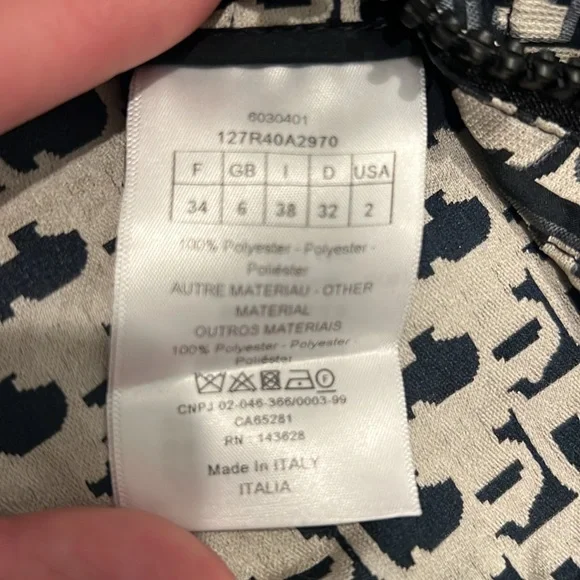 6030401
127R40A2970
F GB I D USA
34 6 38 32 2
100% Polyester - Polyester -
Poliéster
AUTRE MATERIAU - OTHER
MATERIAL
OUTROS MATERIAIS
100% Polyester - Polyester
Poliéster
F
CNPJ 02-046-366/0003-99
CA65281
RN : 143628
Made In ITALY
ITALIA